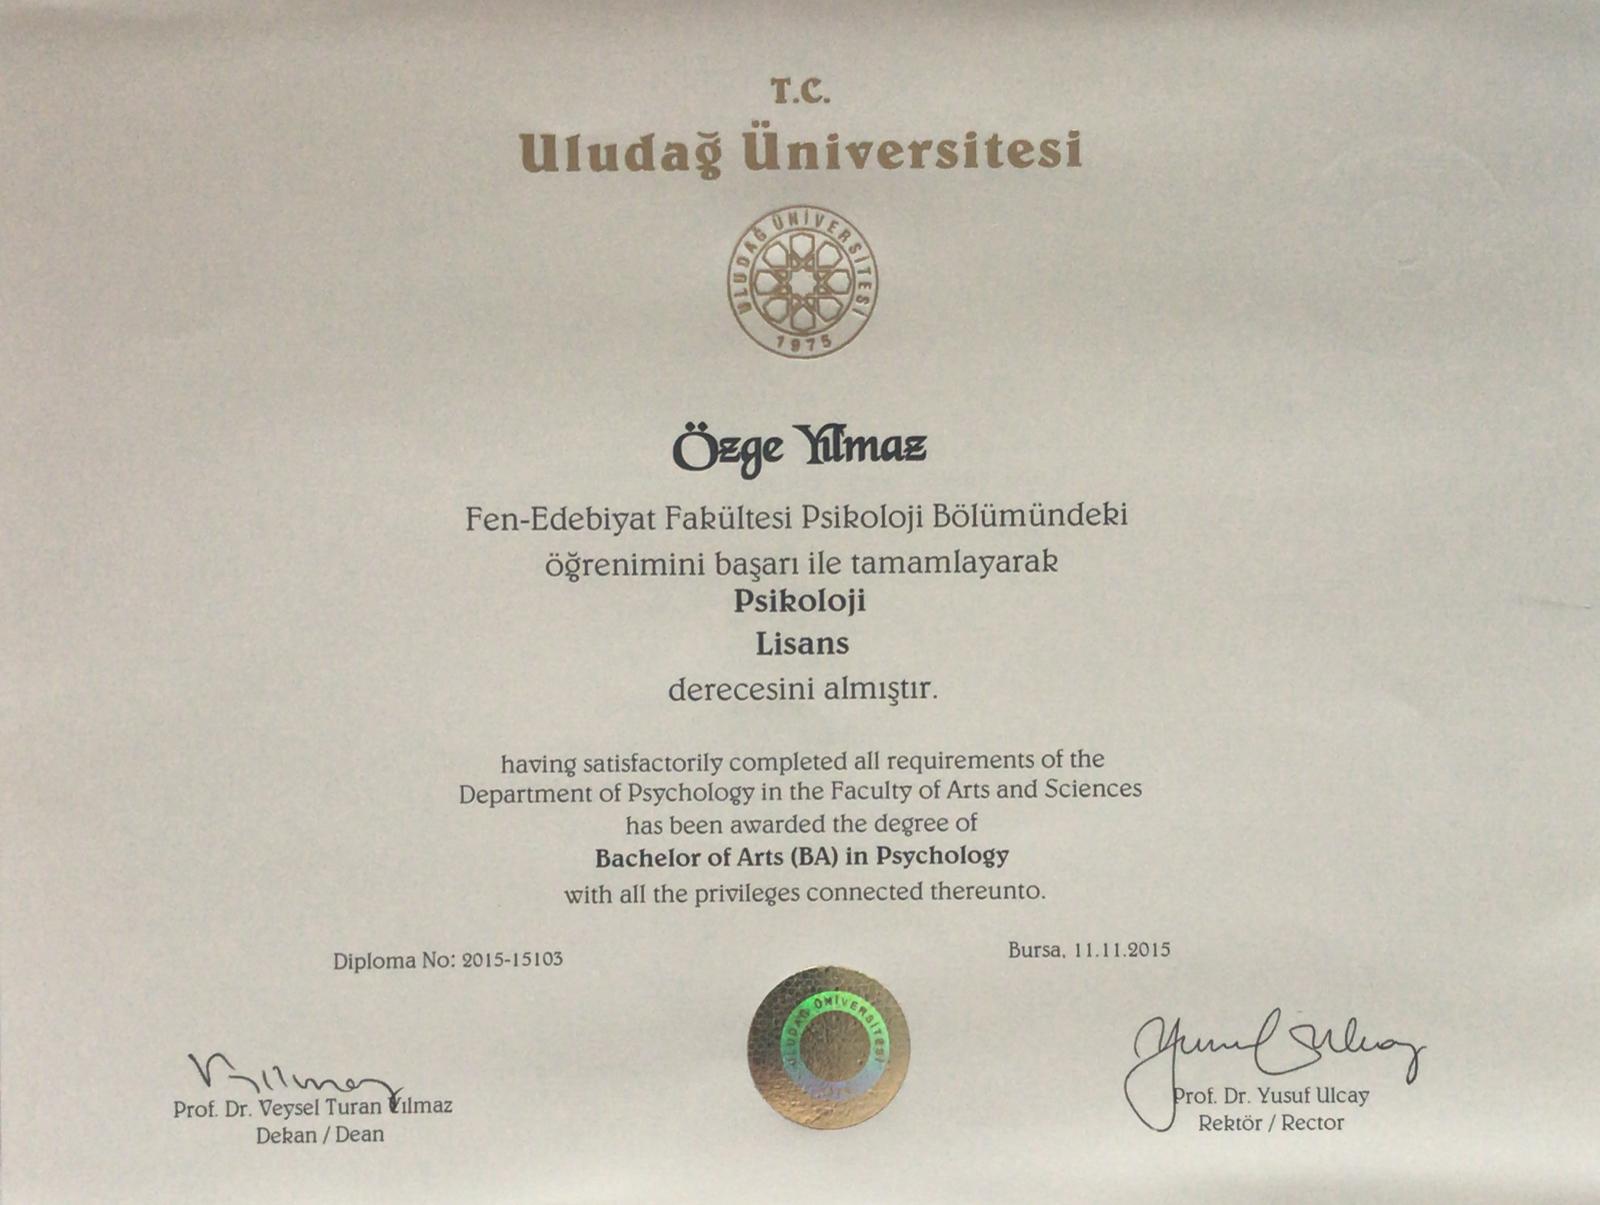 T.C.
Uludağ Üniversitesi
ULUDAĞ ÜNİVERSİTESİ
1975
Özge Yılmaz
Fen-Edebiyat Fakültesi Psikoloji Bölümündeki
öğrenimini başarı ile tamamlayarak
Psikoloji
Lisans
derecesini almıştır.
having satisfactorily completed all requirements of the
Department of Psychology in the Faculty of Arts and Sciences
has been awarded the degree of
Bachelor of Arts (BA) in Psychology
with all the privileges connected thereunto.
Diploma No: 2015-15103
Bursa, 11.11.2015
ULUDAĞ ÜNİVERSİTESİ
Prof. Dr. Veysel Turan Yılmaz
Dekan / Dean
Prof. Dr. Yusuf Ulcay
Rektör / Rector